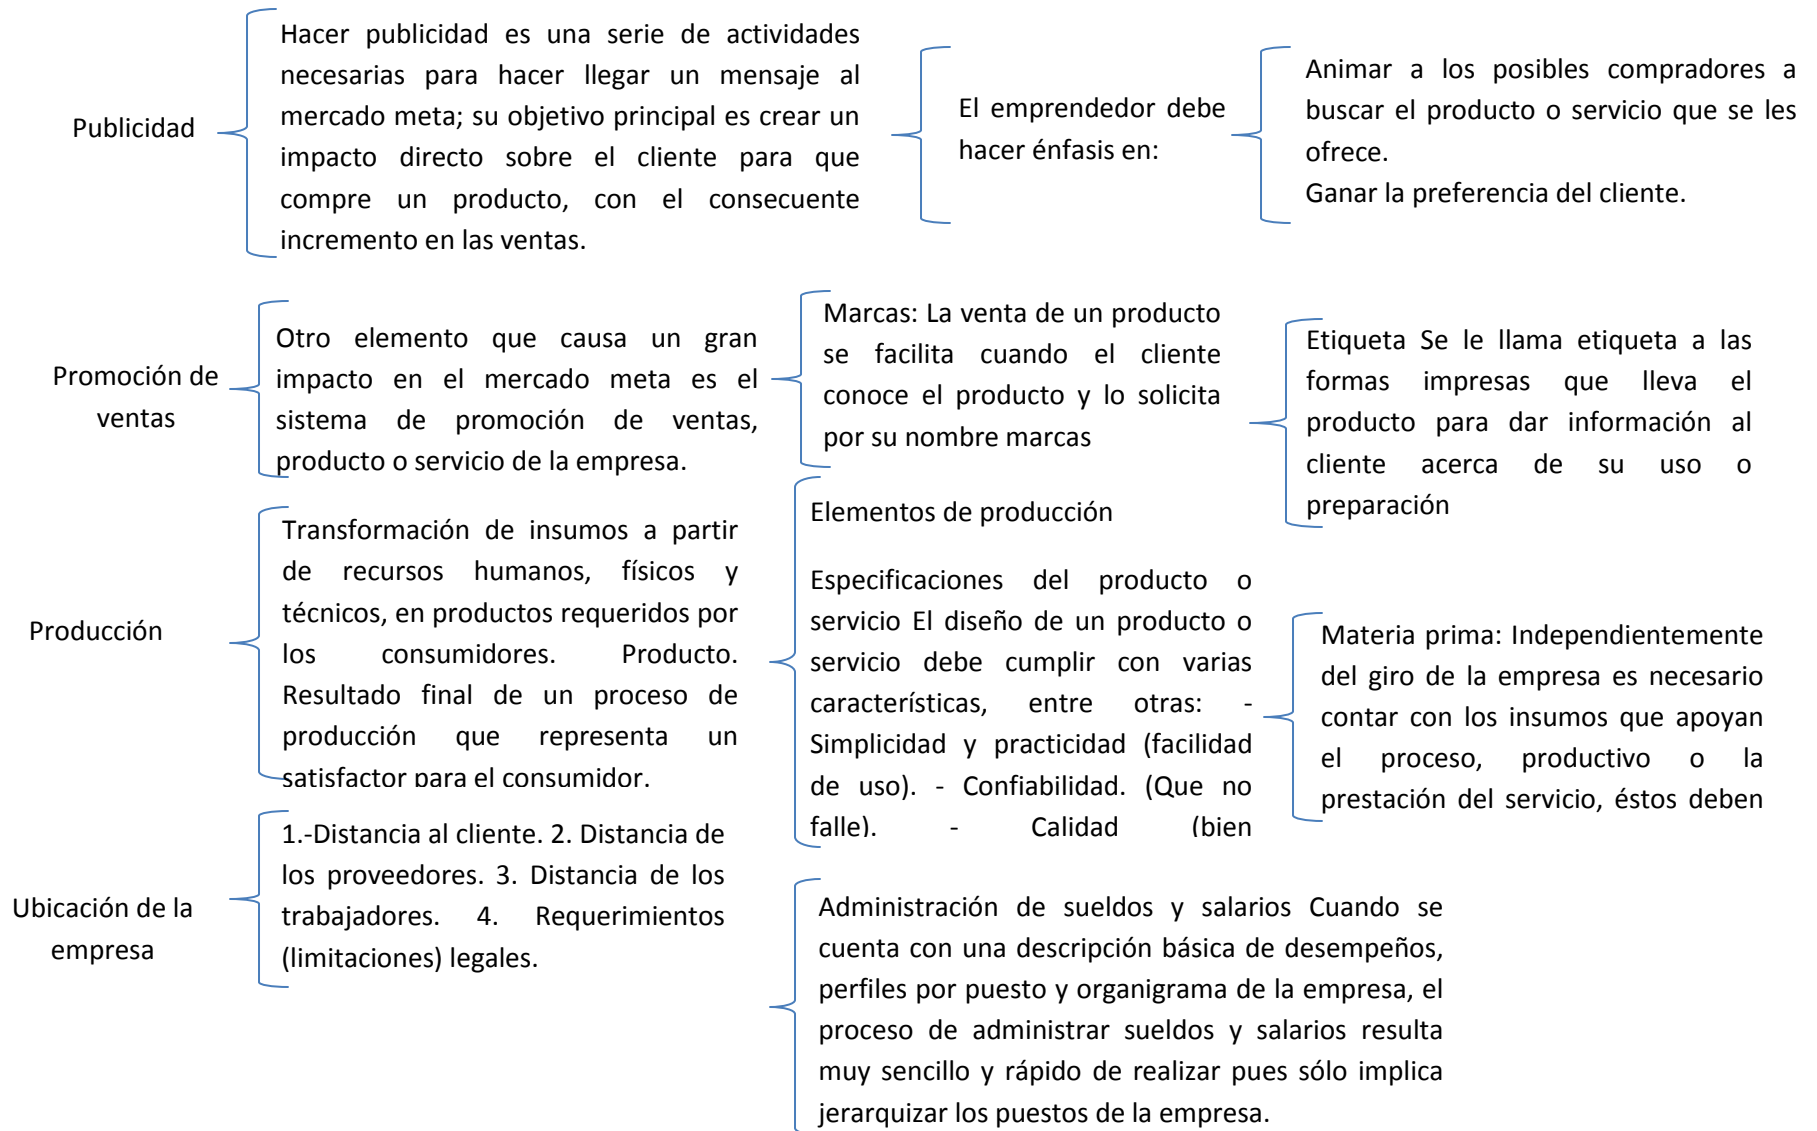 Publicidad
Hacer publicidad es una serie de actividades
necesarias para hacer llegar un mensaje al
mercado meta; su objetivo principal es crear un
impacto directo sobre el cliente para que
compre un producto, con el consecuente
incremento en las ventas.
El emprendedor debe
hacer énfasis en:
Animar a los posibles compradores a
buscar el producto o servicio que se les
ofrece.
Ganar la preferencia del cliente.
Promoción de
ventas
Otro elemento que causa un gran
impacto en el mercado meta es el
sistema de promoción de ventas,
producto o servicio de la empresa.
Marcas: La venta de un producto
se facilita cuando el cliente
conoce el producto y lo solicita
por su nombre marcas
Etiqueta Se le llama etiqueta a las
formas impresas que lleva el
producto para dar información al
cliente acerca de su uso o
preparación
Producción
Transformación de insumos a partir
de recursos humanos, físicos y
técnicos, en productos requeridos por
los consumidores. Producto.
Resultado final de un proceso de
producción que representa un
satisfactor para el consumidor.
Elementos de producción
Especificaciones del producto o
servicio El diseño de un producto o
servicio debe cumplir con varias
características, entre otras: -
Simplicidad y practicidad (facilidad
de uso). - Confiabilidad. (Que no
falle). - Calidad (bien
Materia prima: Independientemente
del giro de la empresa es necesario
contar con los insumos que apoyan
el proceso, productivo o la
prestación del servicio, éstos deben
Ubicación de la
empresa
1.-Distancia al cliente. 2. Distancia de
los proveedores. 3. Distancia de los
trabajadores. 4. Requerimientos
(limitaciones) legales.
Administración de sueldos y salarios Cuando se
cuenta con una descripción básica de desempeños,
perfiles por puesto y organigrama de la empresa, el
proceso de administrar sueldos y salarios resulta
muy sencillo y rápido de realizar pues sólo implica
jerarquizar los puestos de la empresa.